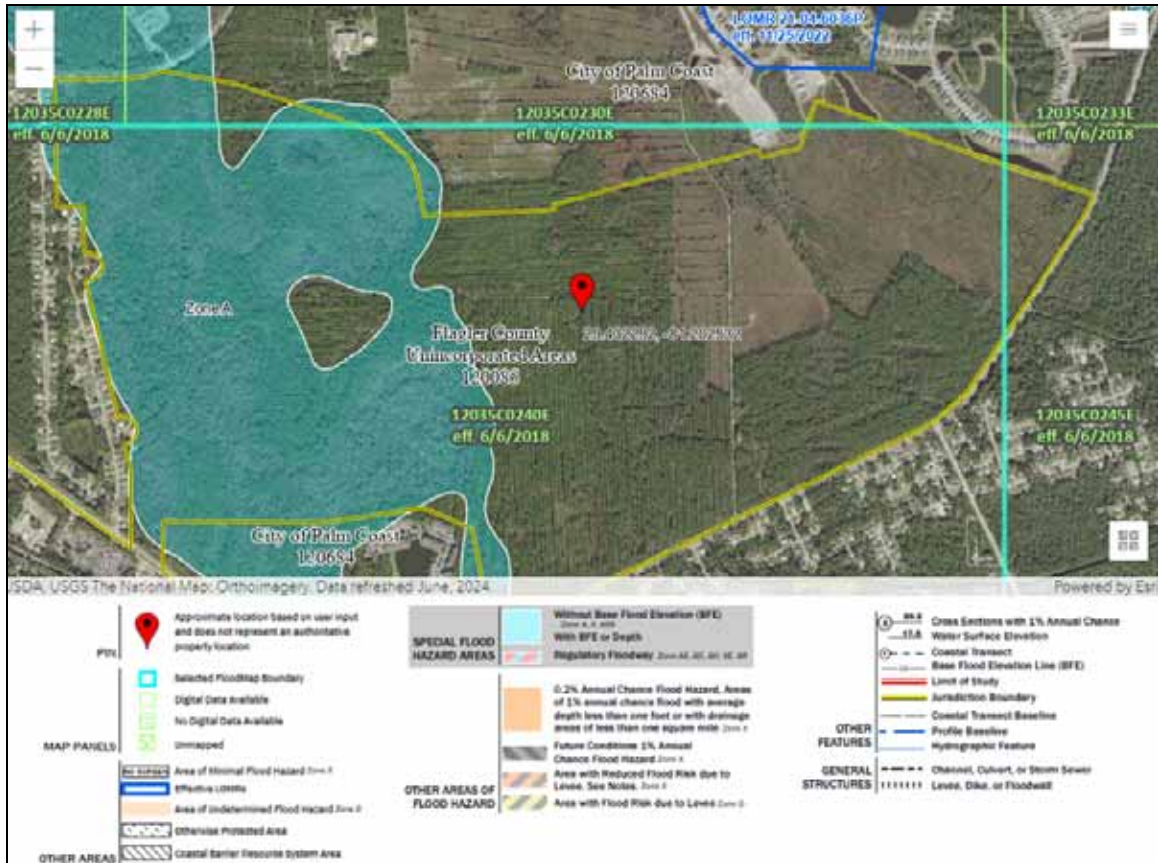 LOMR 21-04-6036P
eff. 11/25/2022
City of Palm Coast
120684
12035C0228E
eff. 6/6/2018
12035C0230E
eff. 6/6/2018
12035C0233E
eff. 6/6/2018
Zone A
Flagler County
Unincorporated Areas
120086
12035C0240E
eff. 6/6/2018
12035C0245E
eff. 6/6/2018
City of Palm Coast
120684
USDA, USGS The National Map: Orthoimagery. Data refreshed June, 2024.
Powered by Esri
PIN
Approximate location based on user input
and does not represent an authoritative
property location
MAP PANELS
Selected FloodMap Boundary
Digital Data Available
No Digital Data Available
Unmapped
OTHER AREAS
Area of Minimal Flood Hazard Zone X
Effective LOMRs
Area of Undetermined Flood Hazard Zone D
Otherwise Protected Area
Coastal Barrier Resource System Area
SPECIAL FLOOD
HAZARD AREAS
Without Base Flood Elevation (BFE)
With BFE or Depth
Regulatory Floodway
OTHER AREAS OF
FLOOD HAZARD
0.2% Annual Chance Flood Hazard, Areas
of 1% annual chance flood with average
depth less than one foot or with drainage
areas of less than one square mile Zone X
Future Conditions 1% Annual
Chance Flood Hazard Zone X
Area with Reduced Flood Risk due to
Levee. See Notes. Zone X
Area with Flood Risk due to Levee Zone D
OTHER
FEATURES
Cross Sections with 1% Annual Chance
Water Surface Elevation
Coastal Transect
Base Flood Elevation Line (BFE)
Limit of Study
Jurisdiction Boundary
Coastal Transect Baseline
Profile Baseline
Hydrographic Feature
GENERAL
STRUCTURES
Channel, Culvert, or Storm Sewer
Levee, Dike, or Floodwall